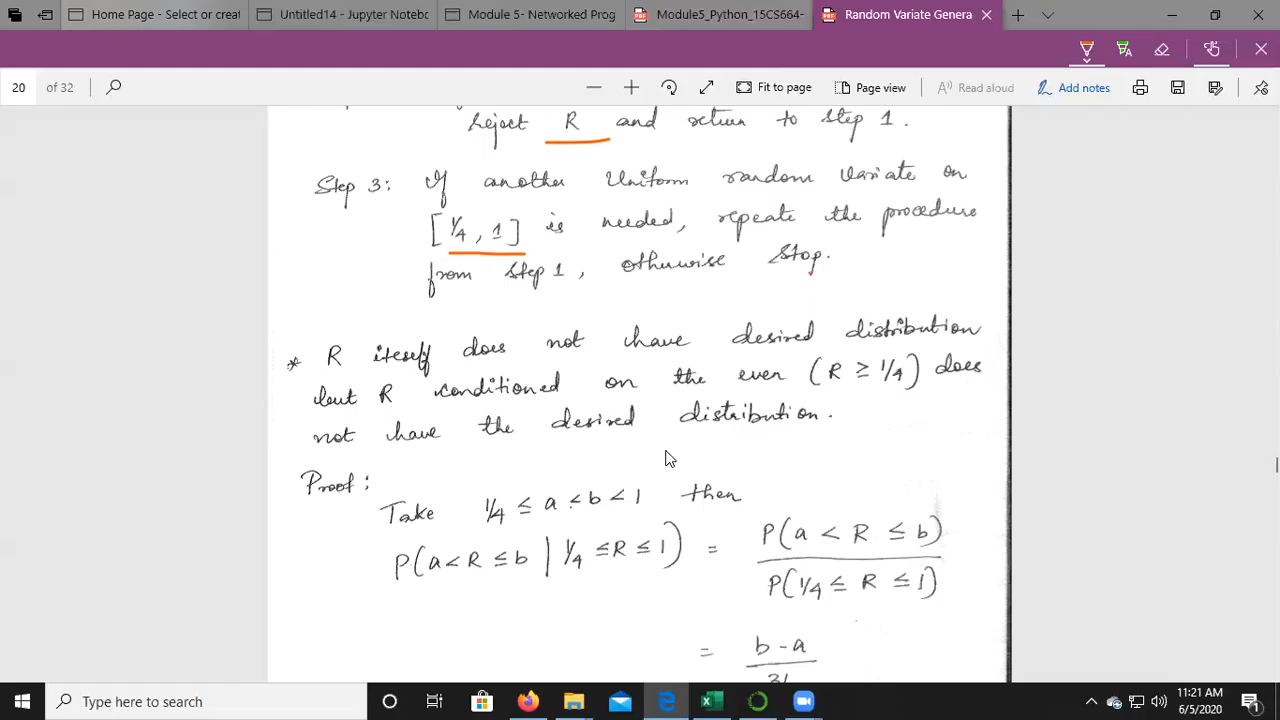 Home Page - Select or creat
Untitled14 - Jupyter Notebo
Module 5- Networked Prog
Module5_Python_15CS664-
Random Variate Genera
20 of 32
Fit to page
Page view
Read aloud
Add notes
Reject R and return to step 1.
Step 3: If another Uniform random variate on
[1/4, 1] is needed, repeat the procedure
from step 1, otherwise stop.
* R itself does not have desired distribution
but R conditioned on the even (R ≥ 1/4) does
not have the desired distribution.
Proof:
Take 1/4 ≤ a < b < 1 then
P(a < R ≤ b | 1/4 ≤ R ≤ 1) = P(a < R ≤ b)
P(1/4 ≤ R ≤ 1)
= b - a
Type here to search
11:21 AM
6/5/2020
1